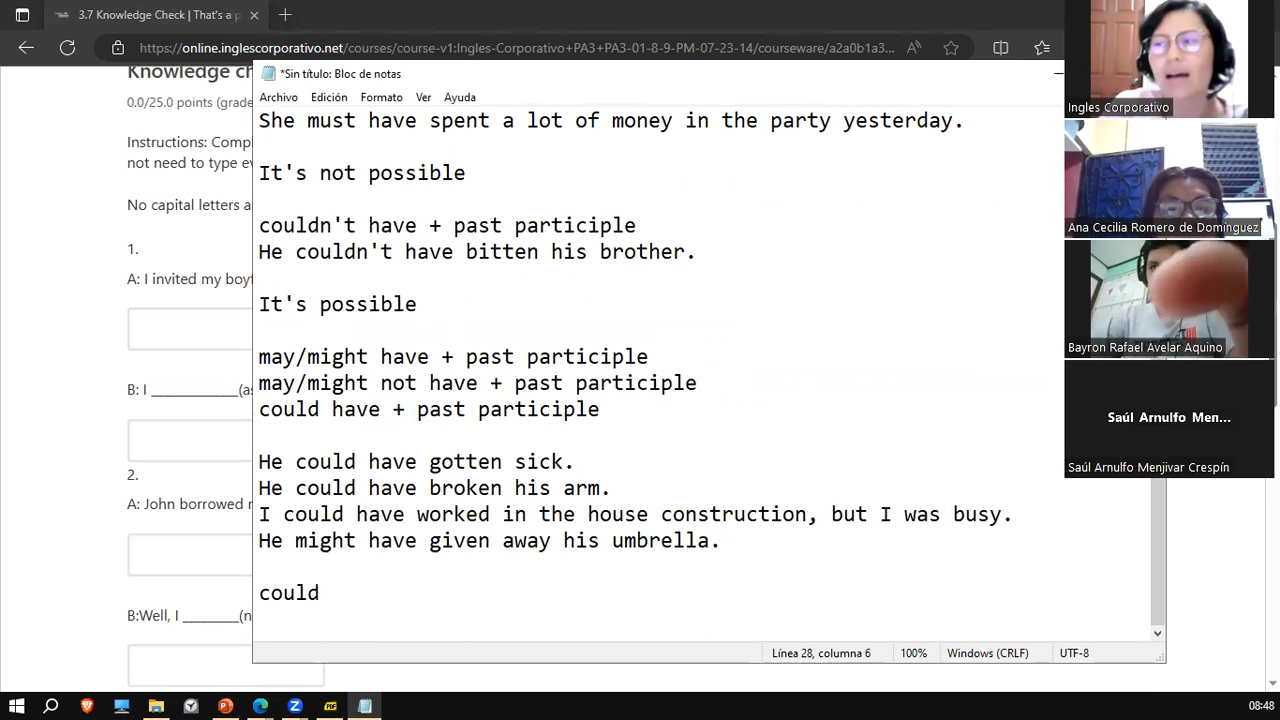 3.7 Knowledge Check | That's a p
https://online.inglescorporativo.net/courses/course-v1:Ingles-Corporativo+PA3+PA3-01-8-9-PM-07-23-14/courseware/a2a0b1a3...
Knowledge ch
0.0/25.0 points (grade
Instructions: Compl
not need to type ev
No capital letters a
1.
A: I invited my boyf
B: I ____________(as
2.
A: John borrowed m
B:Well, I ________(n
*Sin título: Bloc de notas
Archivo Edición Formato Ver Ayuda
She must have spent a lot of money in the party yesterday.
It's not possible
couldn't have + past participle
He couldn't have bitten his brother.
It's possible
may/might have + past participle
may/might not have + past participle
could have + past participle
He could have gotten sick.
He could have broken his arm.
I could have worked in the house construction, but I was busy.
He might have given away his umbrella.
could
Línea 28, columna 6 100% Windows (CRLF) UTF-8
Ingles Corporativo
Ana Cecilia Romero de Domínguez
Bayron Rafael Avelar Aquino
Saúl Arnulfo Men...
Saúl Arnulfo Menjivar Crespín
08:48